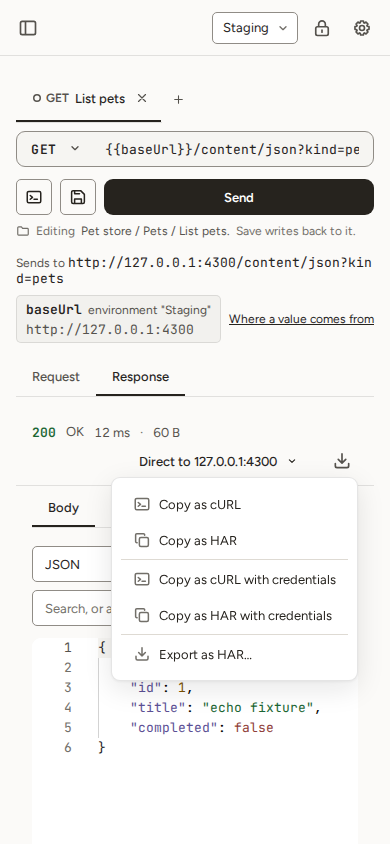 Staging
GET List pets
GET {{baseUrl}}/content/json?kind=pe
Send
Editing Pet store / Pets / List pets. Save writes back to it.
Sends to http://127.0.0.1:4300/content/json?kin
d=pets
baseUrl environment "Staging"
http://127.0.0.1:4300
Where a value comes from
Request Response
200 OK 12 ms · 60 B
Direct to 127.0.0.1:4300
Body
Copy as cURL
Copy as HAR
Copy as cURL with credentials
Copy as HAR with credentials
Export as HAR...
JSON
Search, or a
1 {
2
3 "id": 1,
4 "title": "echo fixture",
5 "completed": false
6 }